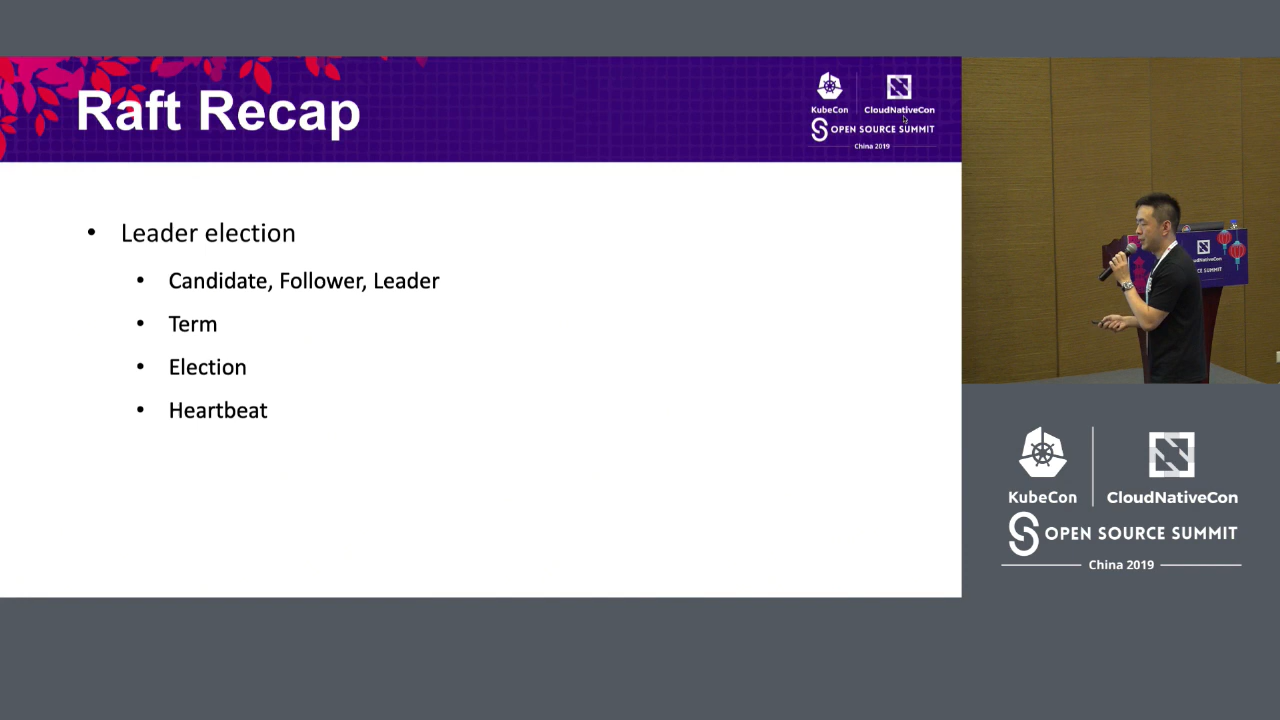 Raft Recap
KubeCon
CloudNativeCon
OPEN SOURCE SUMMIT
China 2019
• Leader election
• Candidate, Follower, Leader
• Term
• Election
• Heartbeat
KubeCon
CloudNativeCon
OPEN SOURCE SUMMIT
China 2019